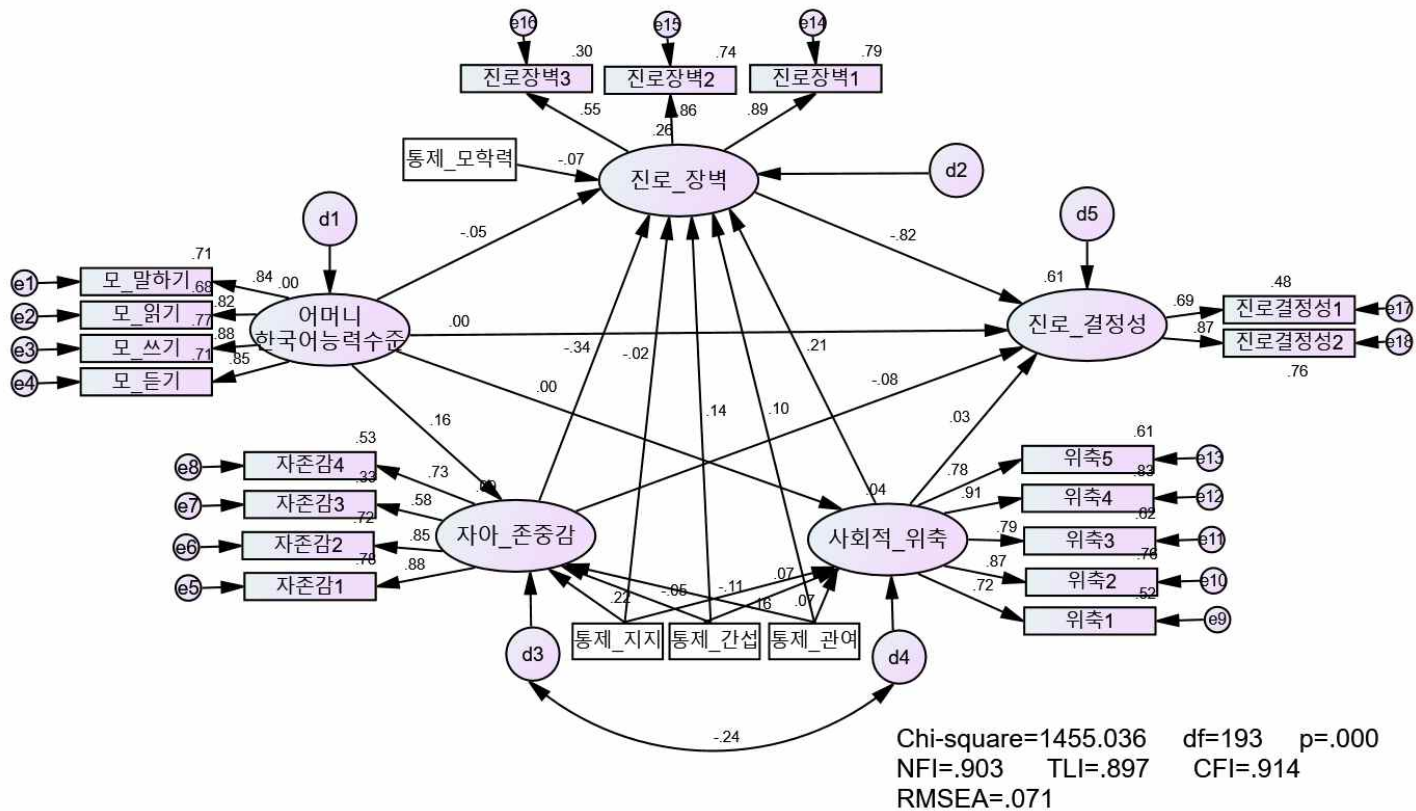 e16
e15
e14
.30
.74
.79
진로장벽3
진로장벽2
진로장벽1
.55
.86
.89
.26
통제_모학력
-.07
진로_장벽
d2
d1
d5
-.05
-.82
.71
e1
모_말하기
.84
.00
.68
e2
모_읽기
.82
.77
e3
모_쓰기
.88
.71
e4
모_듣기
.85
어머니
한국어능력수준
.00
.61
진로_결정성
.48
.69
진로결정성1
e17
.87
진로결정성2
e18
.76
-.34
-.02
.21
-.08
.00
.14
.10
.16
.03
.53
e8
자존감4
.73
.33
e7
자존감3
.58
.72
e6
자존감2
.85
.78
e5
자존감1
.88
자아_존중감
.04
사회적_위축
.61
.78
위축5
e13
.83
.91
위축4
e12
.62
.79
위축3
e11
.76
.87
위축2
e10
.52
.72
위축1
e9
.22
-.05
-.11
.07
.16
.07
통제_지지
통제_간섭
통제_관여
d3
d4
-.24
Chi-square=1455.036 df=193 p=.000
NFI=.903 TLI=.897 CFI=.914
RMSEA=.071